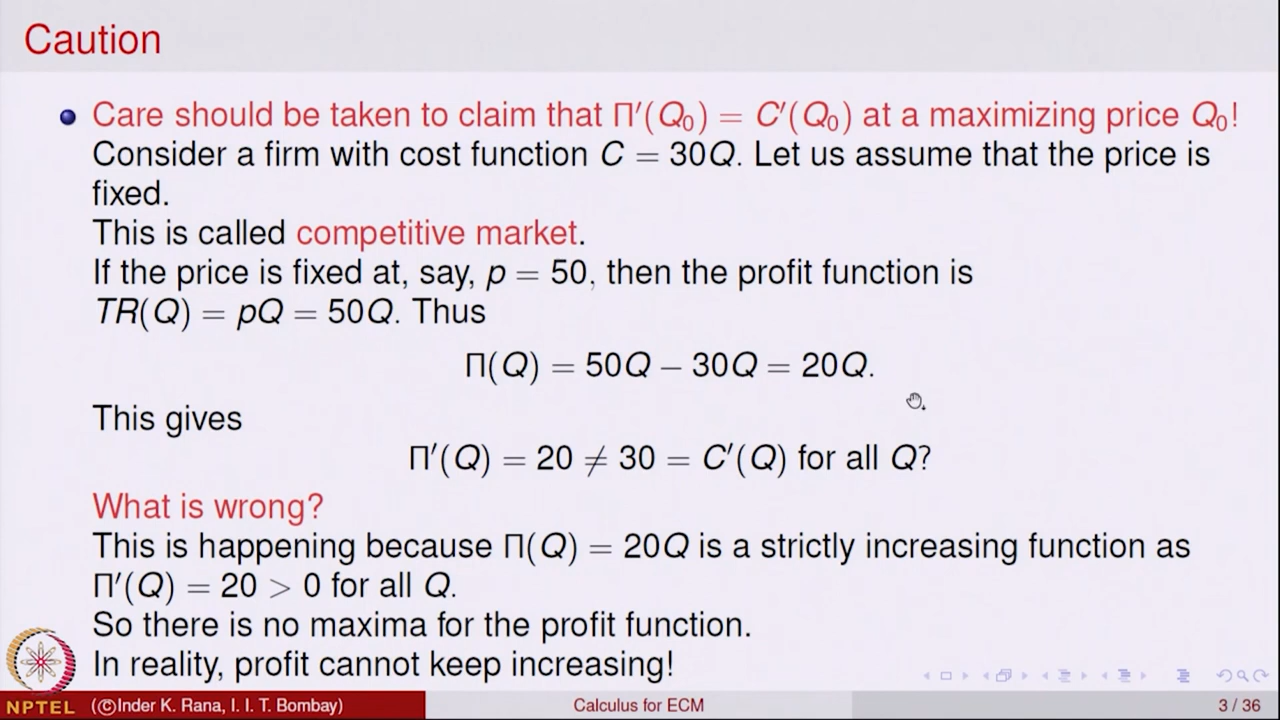 Caution
Care should be taken to claim that Π′(Q₀) = C′(Q₀) at a maximizing price Q₀!
Consider a firm with cost function C = 30Q. Let us assume that the price is
fixed.
This is called competitive market.
If the price is fixed at, say, p = 50, then the profit function is
TR(Q) = pQ = 50Q. Thus
Π(Q) = 50Q − 30Q = 20Q.
This gives
Π′(Q) = 20 ≠ 30 = C′(Q) for all Q?
What is wrong?
This is happening because Π(Q) = 20Q is a strictly increasing function as
Π′(Q) = 20 > 0 for all Q.
So there is no maxima for the profit function.
In reality, profit cannot keep increasing!
NPTEL (©Inder K. Rana, I. I. T. Bombay) Calculus for ECM 3 / 36